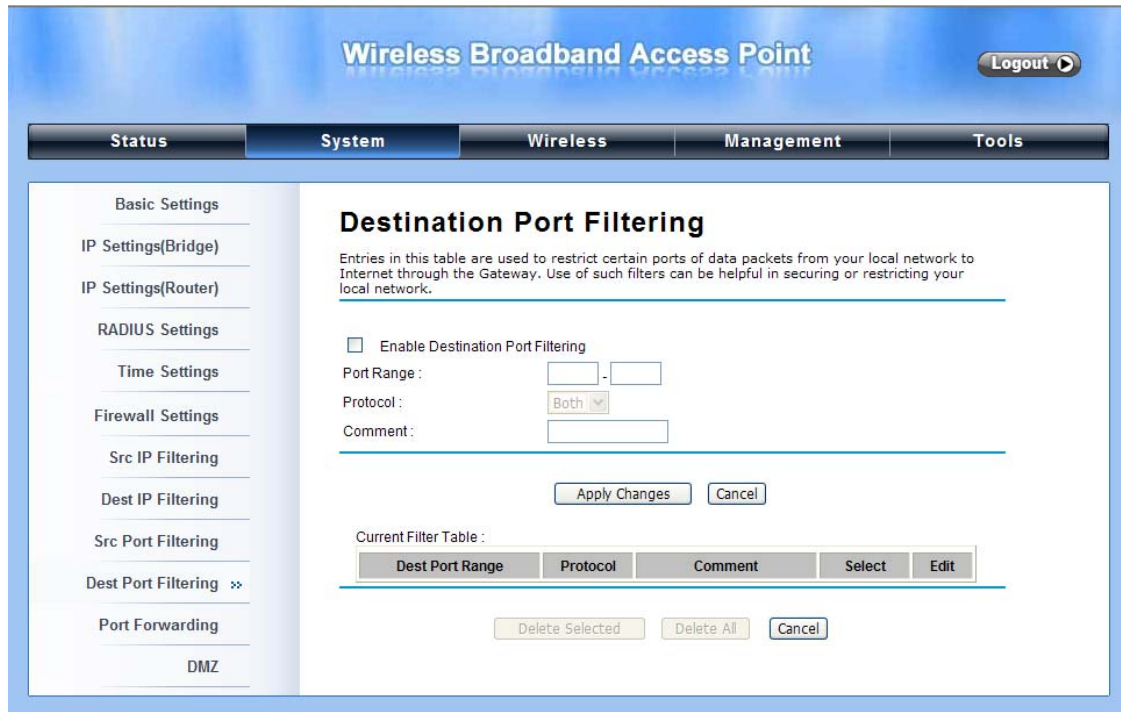 Wireless Broadband Access Point
Logout
Status System Wireless Management Tools
Basic Settings
IP Settings(Bridge)
IP Settings(Router)
RADIUS Settings
Time Settings
Firewall Settings
Src IP Filtering
Dest IP Filtering
Src Port Filtering
Dest Port Filtering »
Port Forwarding
DMZ
Destination Port Filtering
Entries in this table are used to restrict certain ports of data packets from your local network to
Internet through the Gateway. Use of such filters can be helpful in securing or restricting your
local network.
Enable Destination Port Filtering
Port Range : -
Protocol : Both
Comment :
Apply Changes Cancel
Current Filter Table :
Dest Port Range Protocol Comment Select Edit
Delete Selected Delete All Cancel